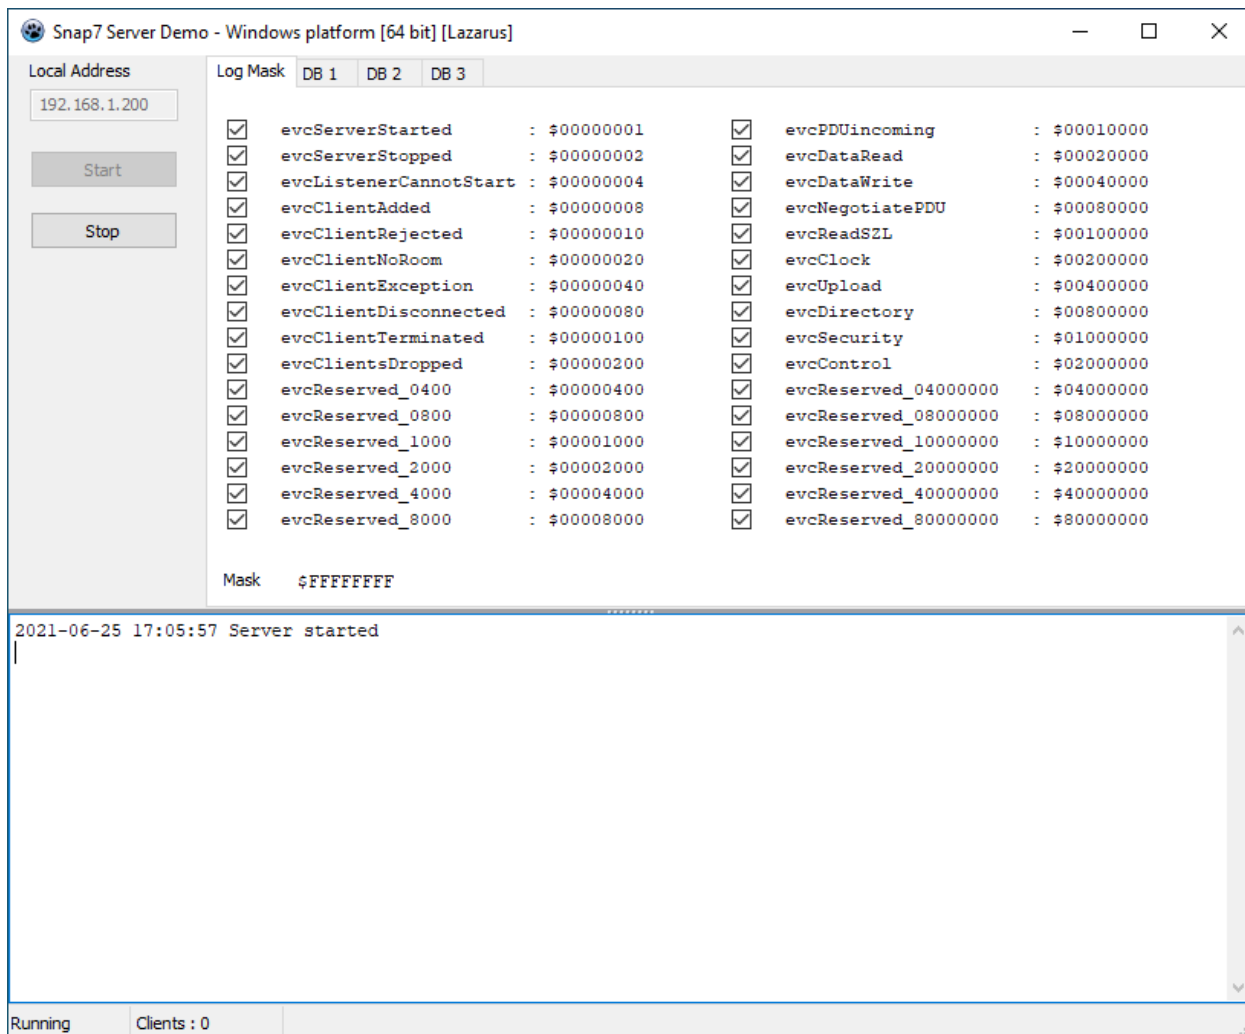 Snap7 Server Demo - Windows platform [64 bit] [Lazarus]
Local Address
192.168.1.200
Start
Stop
Log Mask DB 1 DB 2 DB 3
evcServerStarted : $00000001
evcServerStopped : $00000002
evcListenerCannotStart : $00000004
evcClientAdded : $00000008
evcClientRejected : $00000010
evcClientNoRoom : $00000020
evcClientException : $00000040
evcClientDisconnected : $00000080
evcClientTerminated : $00000100
evcClientsDropped : $00000200
evcReserved_0400 : $00000400
evcReserved_0800 : $00000800
evcReserved_1000 : $00001000
evcReserved_2000 : $00002000
evcReserved_4000 : $00004000
evcReserved_8000 : $00008000
evcPDUincoming : $00010000
evcDataRead : $00020000
evcDataWrite : $00040000
evcNegotiatePDU : $00080000
evcReadSZL : $00100000
evcClock : $00200000
evcUpload : $00400000
evcDirectory : $00800000
evcSecurity : $01000000
evcControl : $02000000
evcReserved_04000000 : $04000000
evcReserved_08000000 : $08000000
evcReserved_10000000 : $10000000
evcReserved_20000000 : $20000000
evcReserved_40000000 : $40000000
evcReserved_80000000 : $80000000
Mask $FFFFFFFF
2021-06-25 17:05:57 Server started
Running Clients : 0